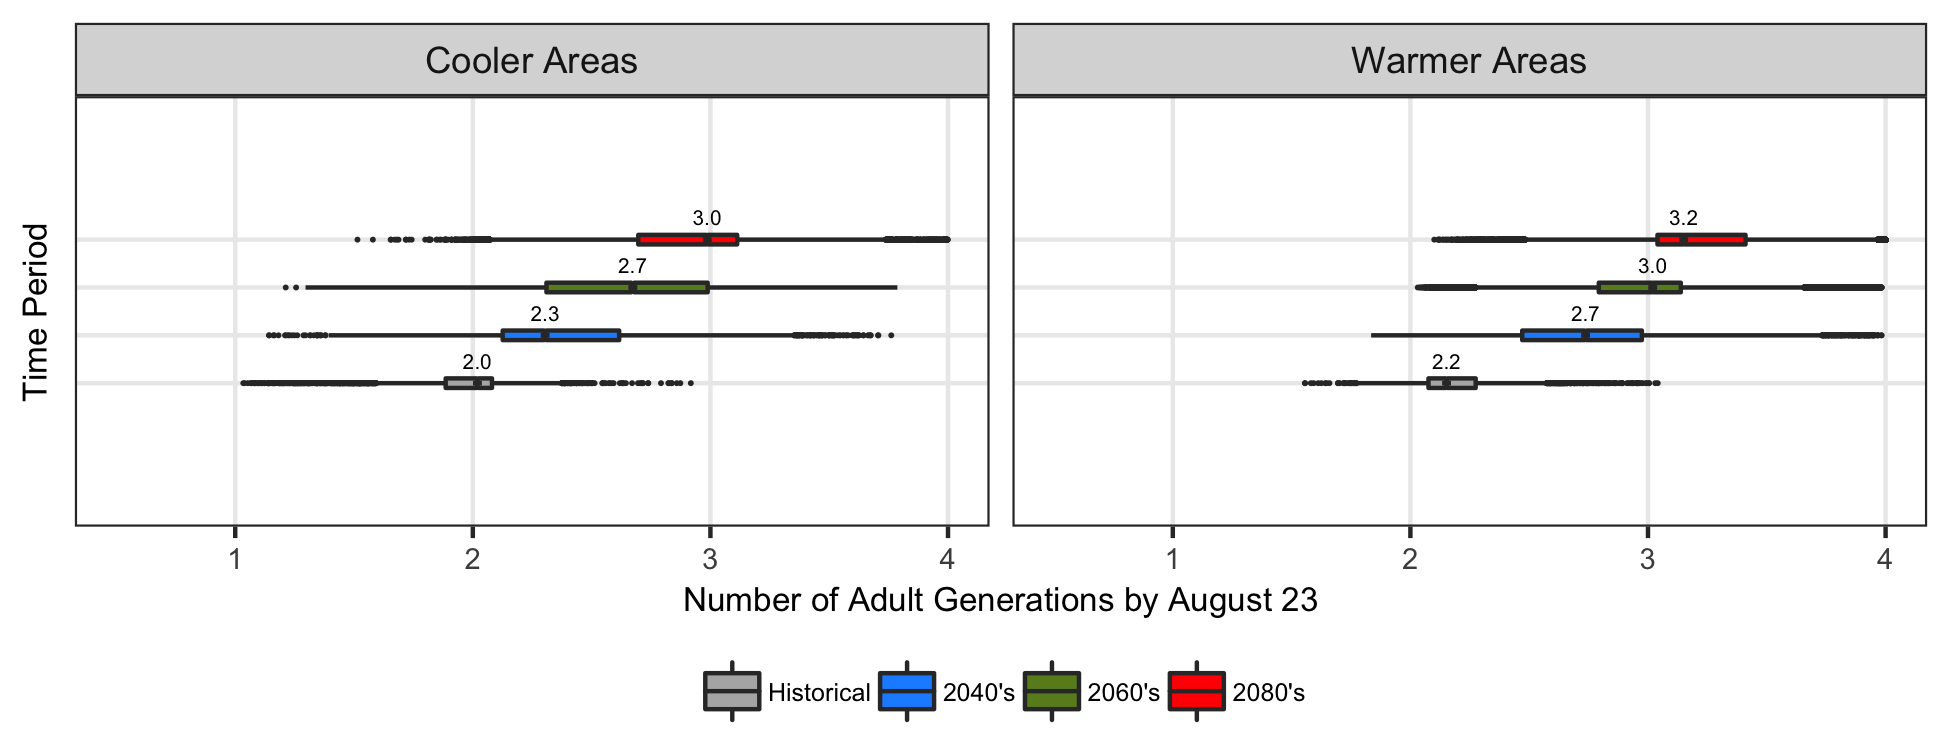 Cooler Areas
Warmer Areas
Time Period
3.0
2.7
2.3
2.0
3.2
3.0
2.7
2.2
1 2 3 4
1 2 3 4
Number of Adult Generations by August 23
Historical 2040's 2060's 2080's